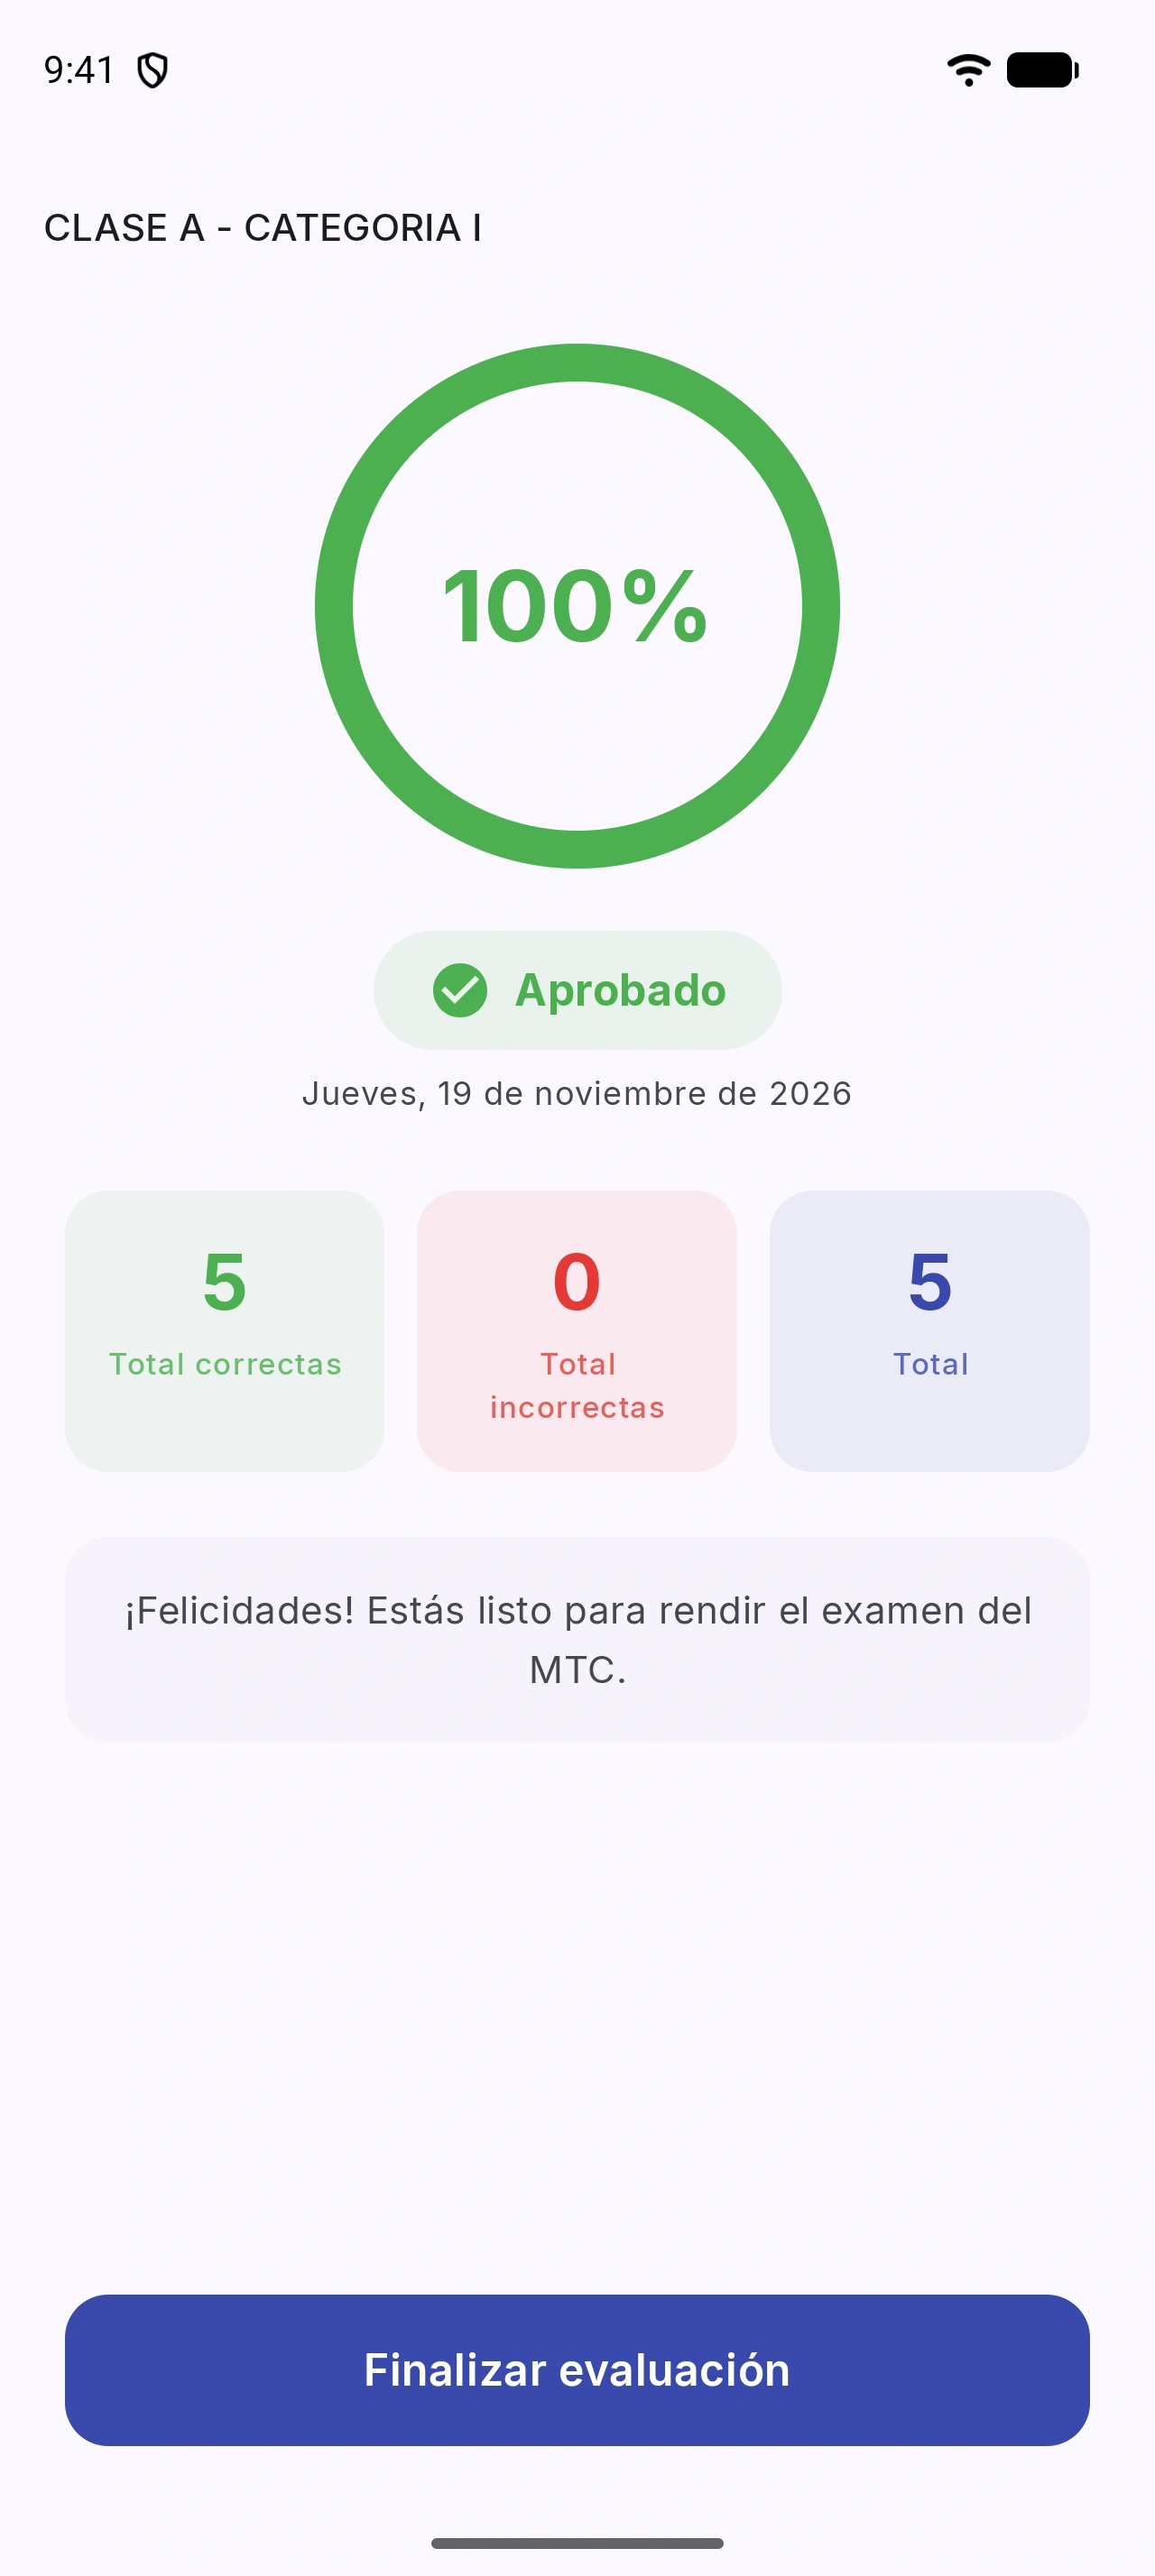 9:41
CLASE A - CATEGORIA I
100%
Aprobado
Jueves, 19 de noviembre de 2026
5
Total correctas
0
Total
incorrectas
5
Total
¡Felicidades! Estás listo para rendir el examen del
MTC.
Finalizar evaluación